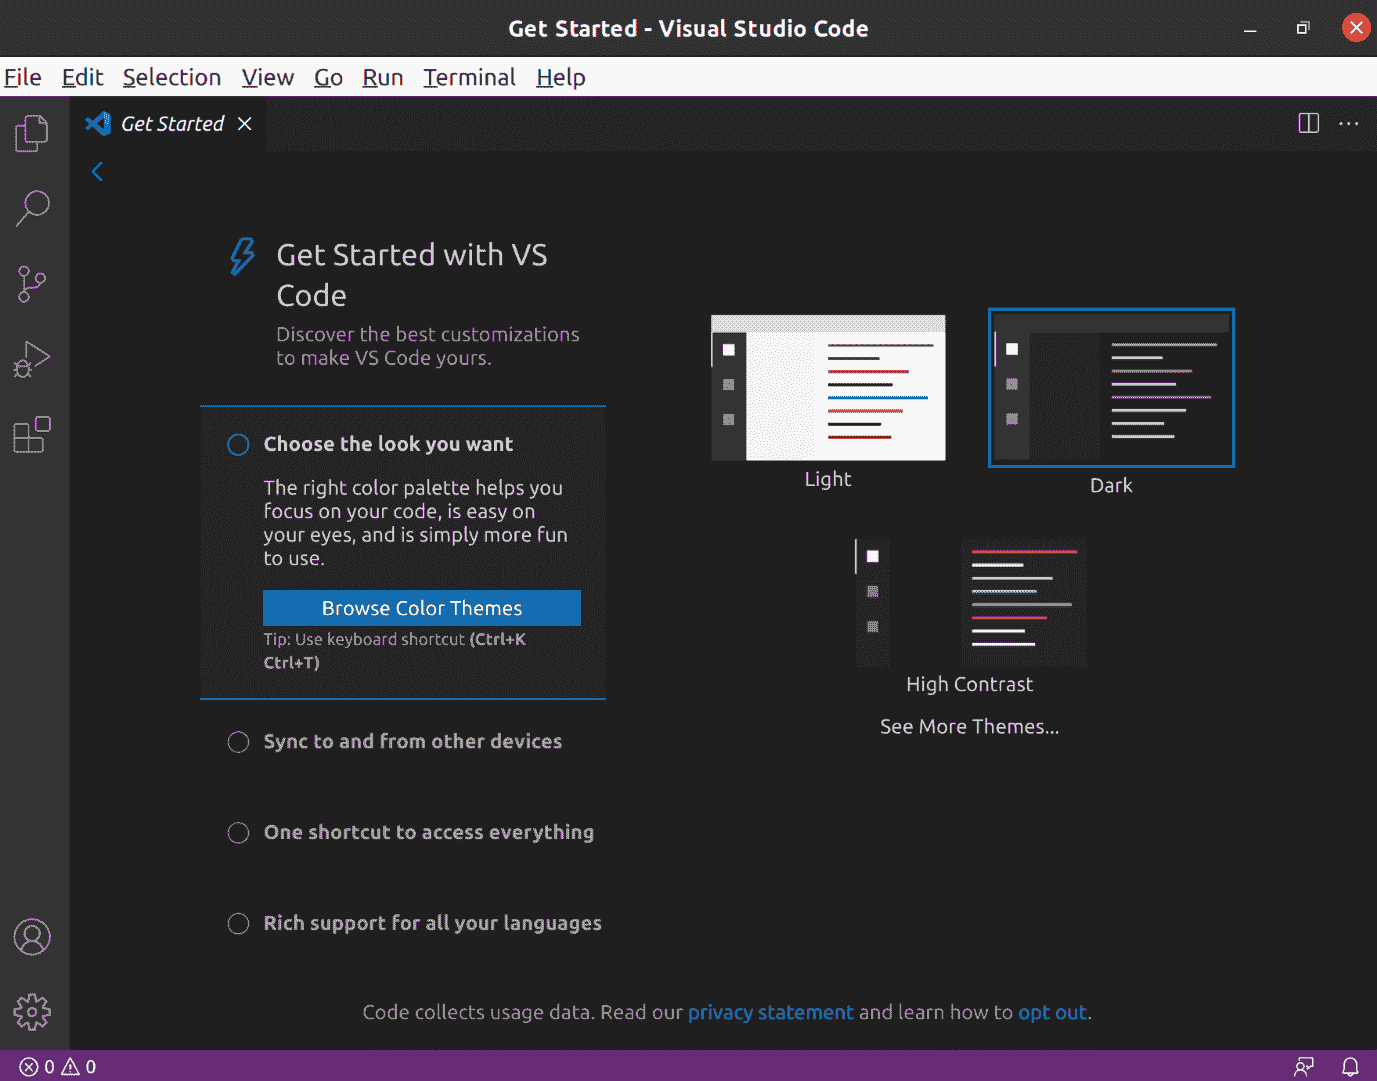 Get Started - Visual Studio Code
File Edit Selection View Go Run Terminal Help
Get Started
Get Started with VS
Code
Discover the best customizations
to make VS Code yours.
Choose the look you want
The right color palette helps you
focus on your code, is easy on
your eyes, and is simply more fun
to use.
Browse Color Themes
Tip: Use keyboard shortcut (Ctrl+K
Ctrl+T)
Sync to and from other devices
One shortcut to access everything
Rich support for all your languages
Light
Dark
High Contrast
See More Themes...
Code collects usage data. Read our privacy statement and learn how to opt out.
0 0